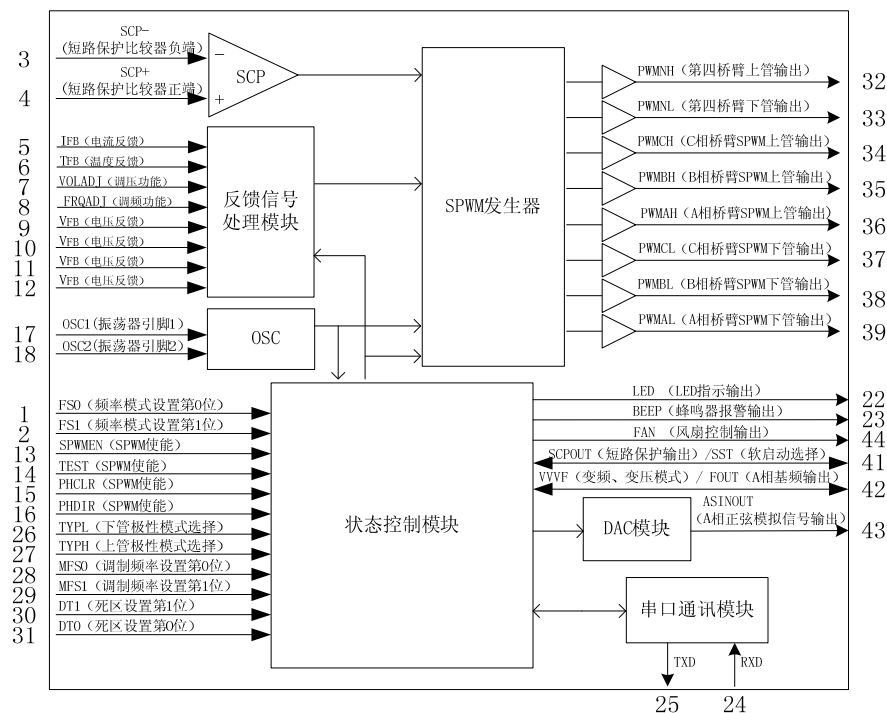 SCP-
(短路保护比较器负端)
3
SCP+
(短路保护比较器正端)
4
-
+
SCP
5 IFB（电流反馈）
6 TFB（温度反馈）
7 VOLADJ（调压功能）
8 FRQADJ（调频功能）
9 VFB（电压反馈）
10 VFB（电压反馈）
11 VFB（电压反馈）
12 VFB（电压反馈）
反馈信号
处理模块
17 OSC1(振荡器引脚1)
18 OSC2(振荡器引脚2)
OSC
SPWM发生器
PWMNH（第四桥臂上管输出） 32
PWMNL（第四桥臂下管输出） 33
PWMCH（C相桥臂SPWM上管输出） 34
PWMBH（B相桥臂SPWM上管输出） 35
PWMAH（A相桥臂SPWM上管输出） 36
PWMCL（C相桥臂SPWM下管输出） 37
PWMBL（B相桥臂SPWM下管输出） 38
PWMAL（A相桥臂SPWM下管输出） 39
1 FS0（频率模式设置第0位）
2 FS1（频率模式设置第1位）
13 SPWMEN（SPWM使能）
14 TEST（SPWM使能）
15 PHCLR（SPWM使能）
16 PHDIR（SPWM使能）
26 TYPL（下管极性模式选择）
27 TYPH（上管极性模式选择）
28 MFS0（调制频率设置第0位）
29 MFS1（调制频率设置第1位）
30 DT1（死区设置第1位）
31 DT0（死区设置第0位）
状态控制模块
LED （LED指示输出） 22
BEEP（蜂鸣器报警输出） 23
FAN （风扇控制输出） 44
SCPOUT（短路保护输出）/SST（软启动选择） 41
VVVF（变频、变压模式）/ FOUT（A相基频输出） 42
DAC模块
ASINOUT
（A相正弦模拟信号输出） 43
串口通讯模块
TXD
RXD
25
24